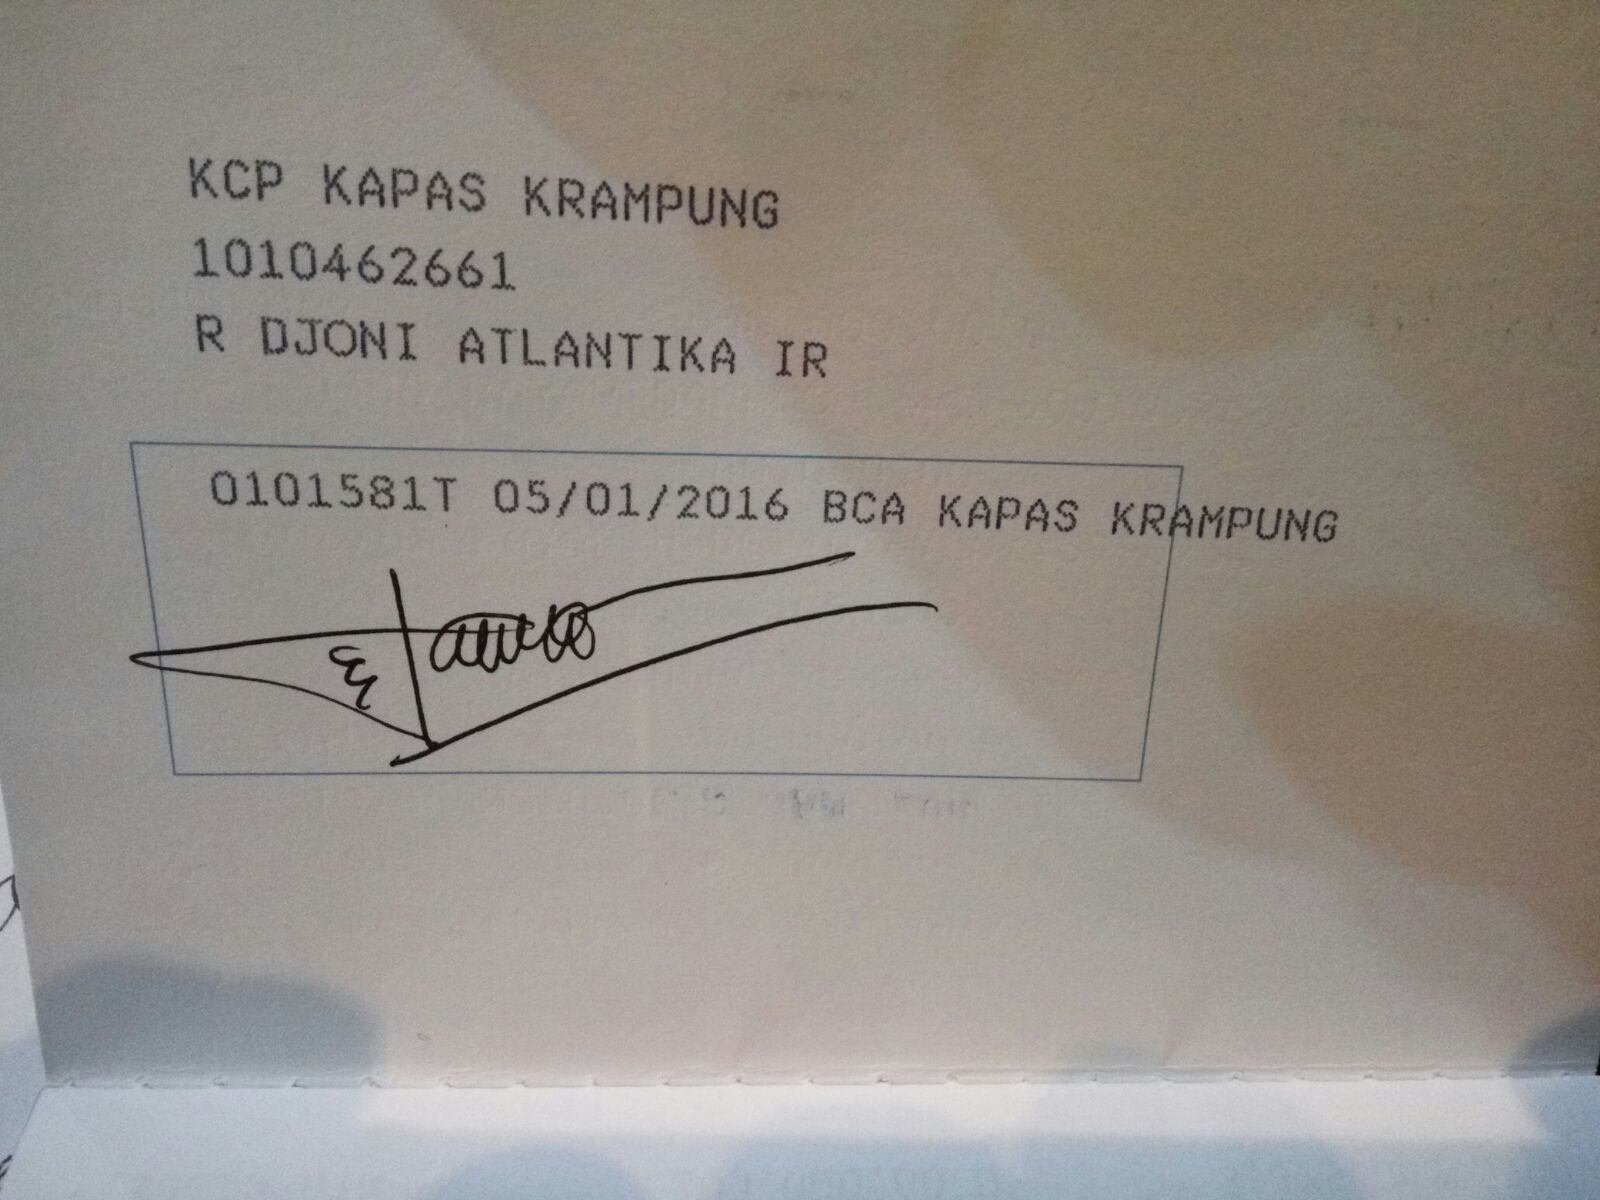 KCP KAPAS KRAMPUNG
1010462661
R DJONI ATLANTIKA IR
0101581T 05/01/2016 BCA KAPAS KRAMPUNG